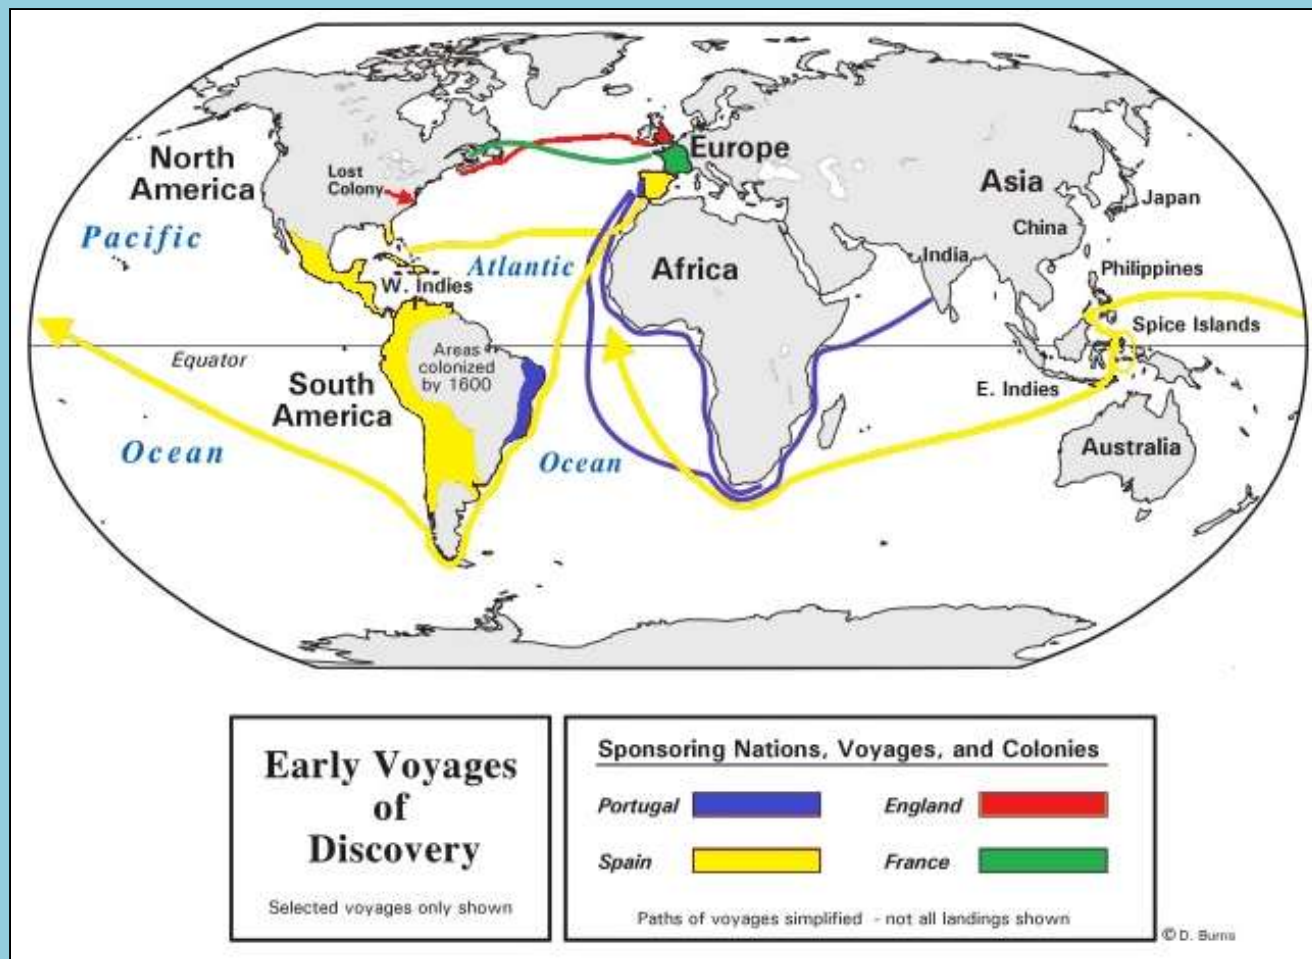 North
America
Lost
Colony
Europe
Asia
Japan
China
Pacific
Atlantic
Africa
India
Philippines
W. Indies
Spice Islands
Equator
Areas
colonized
by 1600
South
America
E. Indies
Ocean
Ocean
Australia
Early Voyages
of
Discovery
Selected voyages only shown
Sponsoring Nations, Voyages, and Colonies
Portugal
England
Spain
France
Paths of voyages simplified - not all landings shown
© D. Burns